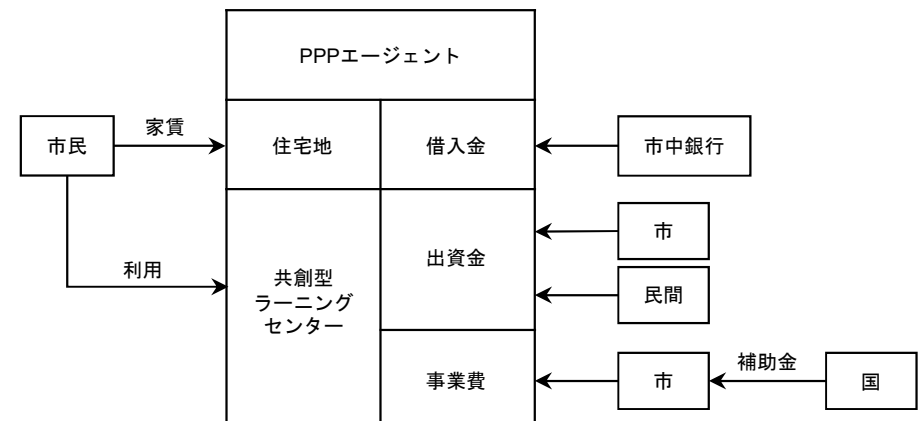 PPPエージェント
市民
家賃
住宅地
借入金
市中銀行
利用
共創型
ラーニング
センター
出資金
市
民間
事業費
市
補助金
国